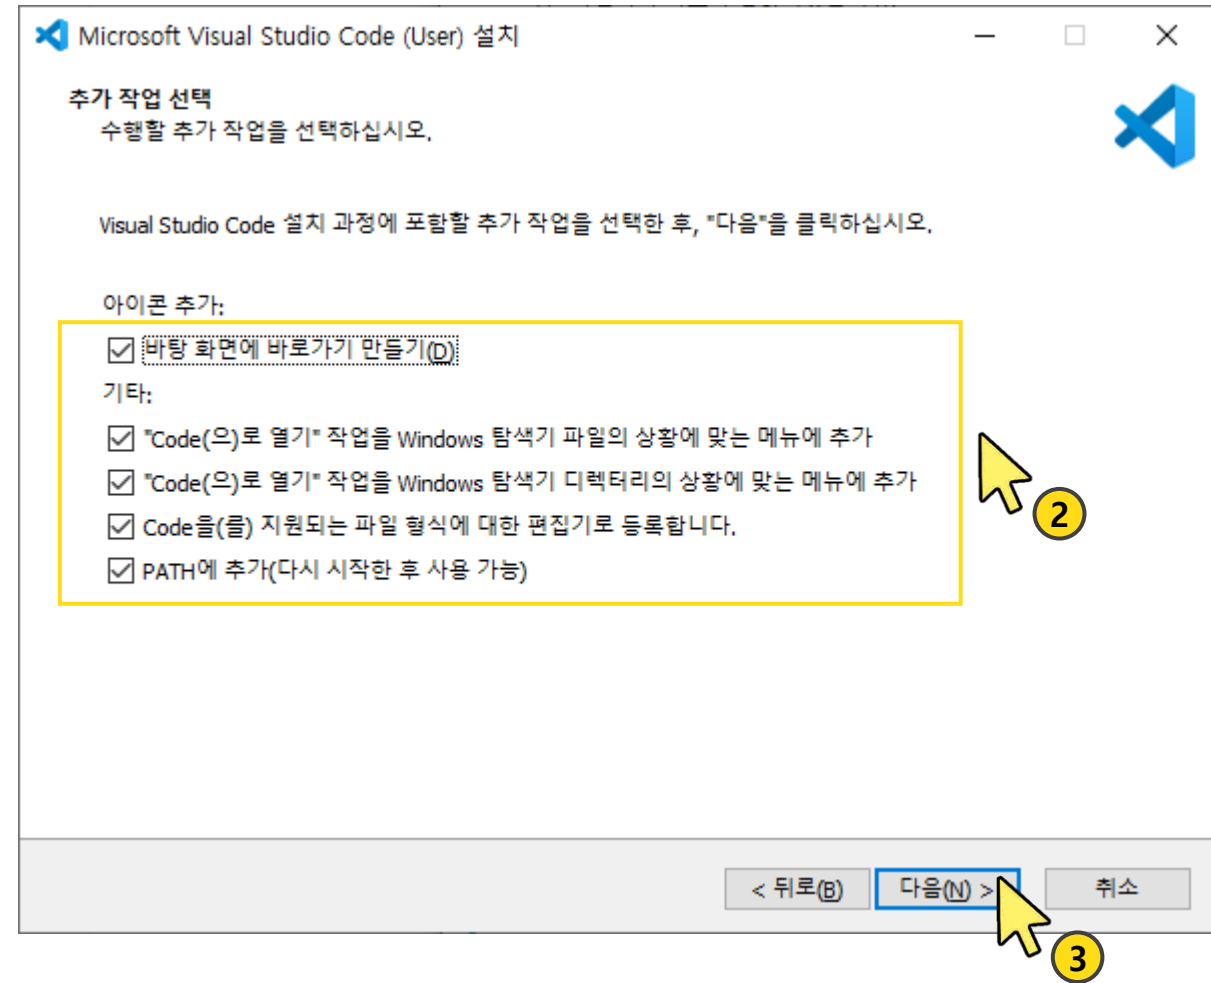 Microsoft Visual Studio Code (User) 설치
추가 작업 선택
수행할 추가 작업을 선택하십시오.
Visual Studio Code 설치 과정에 포함할 추가 작업을 선택한 후, "다음"을 클릭하십시오.
아이콘 추가:
바탕 화면에 바로가기 만들기(D)
기타:
"Code(으)로 열기" 작업을 Windows 탐색기 파일의 상황에 맞는 메뉴에 추가
"Code(으)로 열기" 작업을 Windows 탐색기 디렉터리의 상황에 맞는 메뉴에 추가
Code을(를) 지원되는 파일 형식에 대한 편집기로 등록합니다.
PATH에 추가(다시 시작한 후 사용 가능)
2
< 뒤로(B) 다음(N) > 취소
3